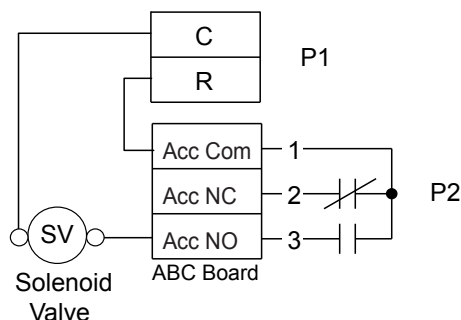 C
P1
R
Acc Com 1
Acc NC 2
P2
Acc NO 3
SV
ABC Board
Solenoid
Valve